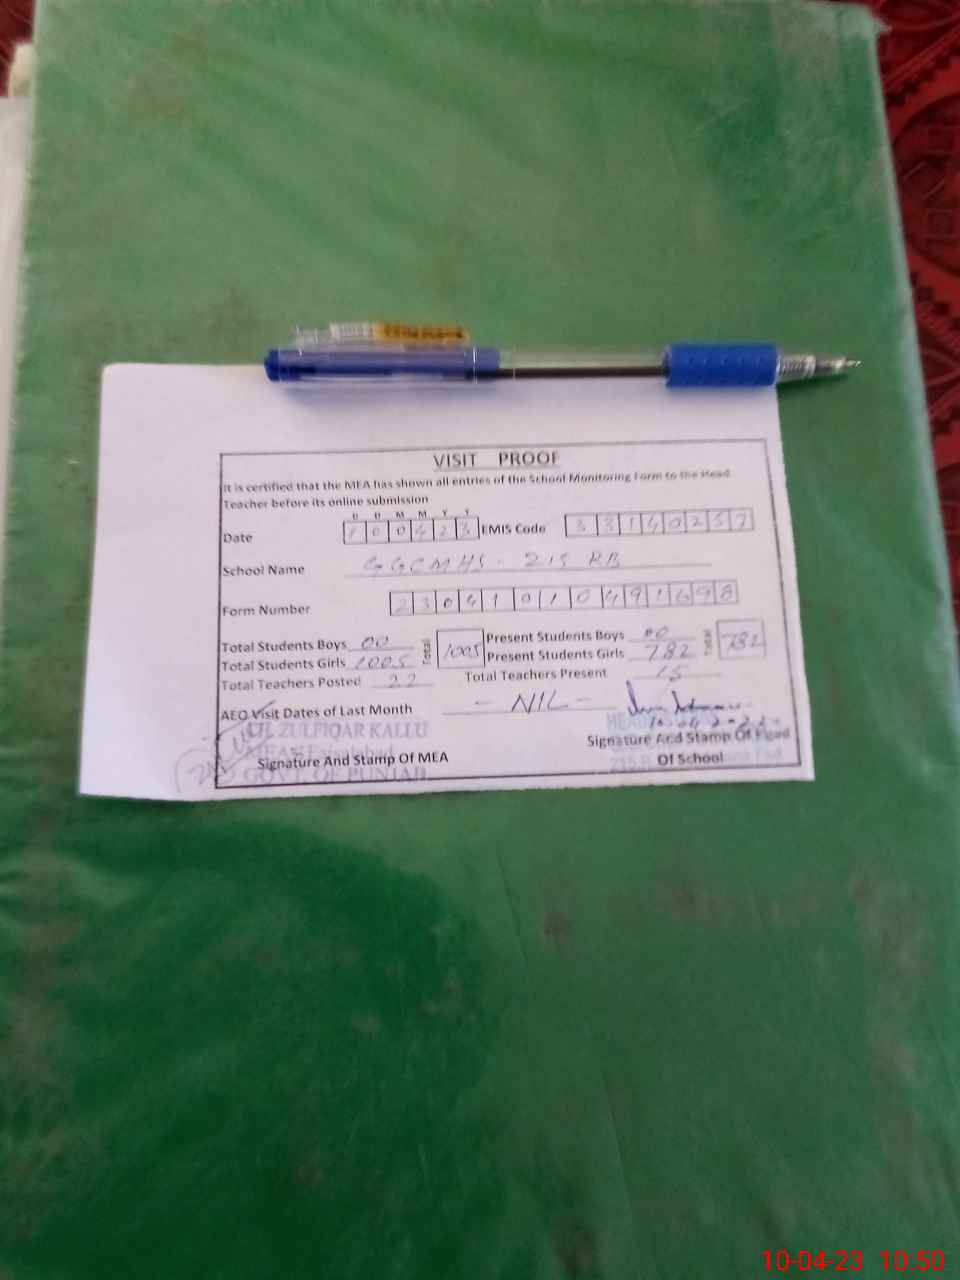 VISIT PROOF
It is certified that the MEA has shown all entries of the School Monitoring Form to the Head
Teacher before its online submission
D D M M Y Y
Date 1 0 0 4 2 3 EMIS Code 3 3 1 4 0 2 5 7
School Name GGCMHS - 215 RB
Form Number 2 3 0 4 1 0 1 0 4 9 1 6 9 8
Total Students Boys 00 Total 1005 Present Students Boys 00 Total 782
Total Students Girls 1005 Present Students Girls 782
Total Teachers Posted 22 Total Teachers Present 15
AEO Visit Dates of Last Month - NIL -
ZULFIQAR KALLU
MEA Faisalabad
GOVT. OF PUNJAB
Signature And Stamp Of MEA
HEAD
Signature And Stamp Of Head
Of School
10-04-23 10:50